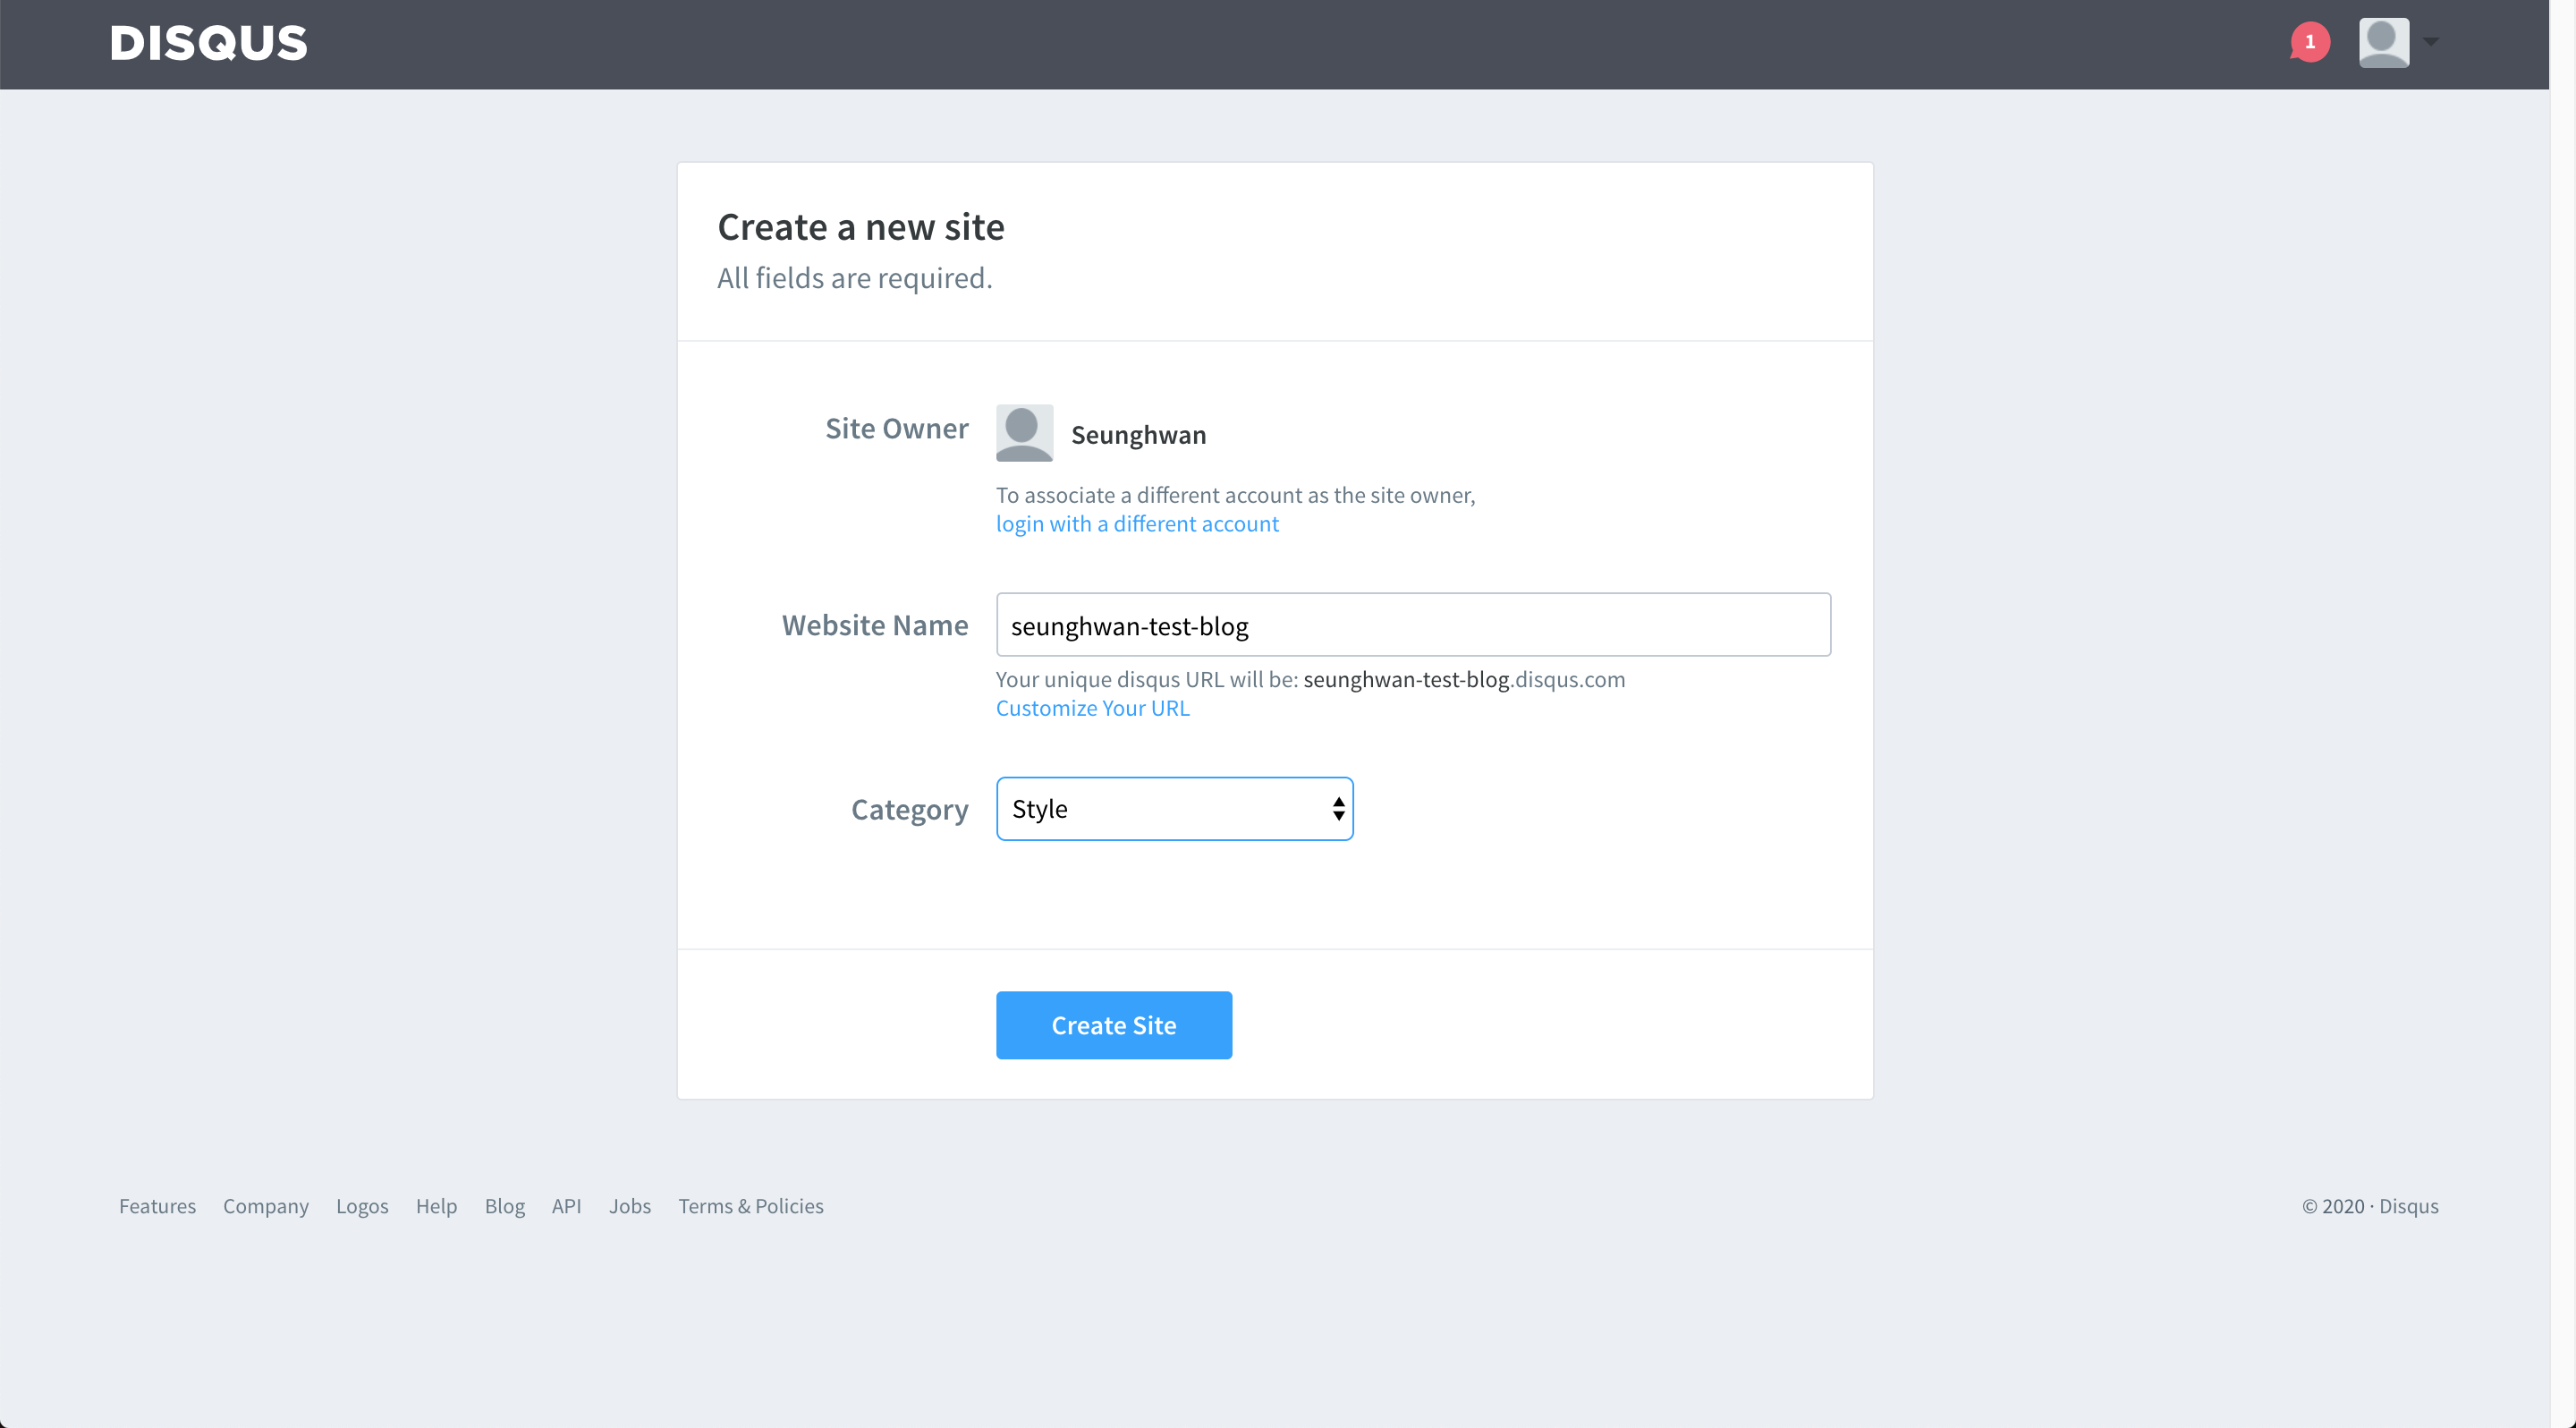 DISQUS
1
Create a new site
All fields are required.
Site Owner
Seunghwan
To associate a different account as the site owner,
login with a different account
Website Name
seunghwan-test-blog
Your unique disqus URL will be: seunghwan-test-blog.disqus.com
Customize Your URL
Category
Style
Create Site
Features Company Logos Help Blog API Jobs Terms & Policies
© 2020 · Disqus